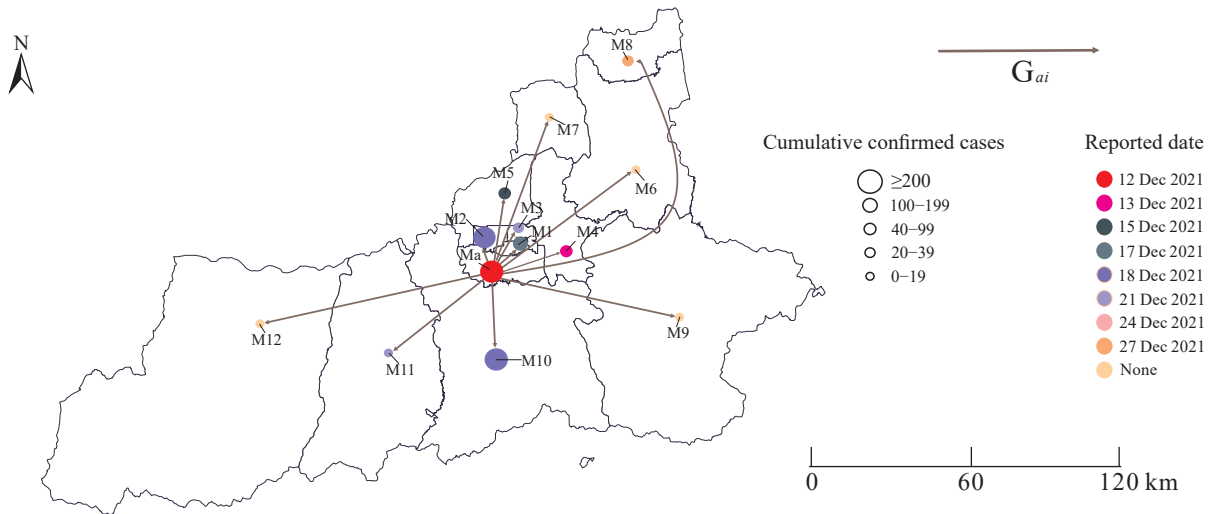 N
M8
G ai
M7
Cumulative confirmed cases
Reported date
≥200
100−199
40−99
20−39
0−19
12 Dec 2021
13 Dec 2021
15 Dec 2021
17 Dec 2021
18 Dec 2021
21 Dec 2021
24 Dec 2021
27 Dec 2021
None
M5
M6
M2
M3
M1
M4
Ma
M12
M11
M10
M9
0
60
120 km